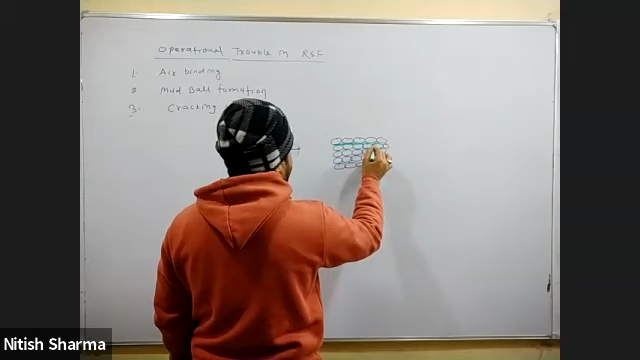 Operational Trouble in RSF
1. Air binding
2 Mud Ball formation
3. Cracking
Nitish Sharma